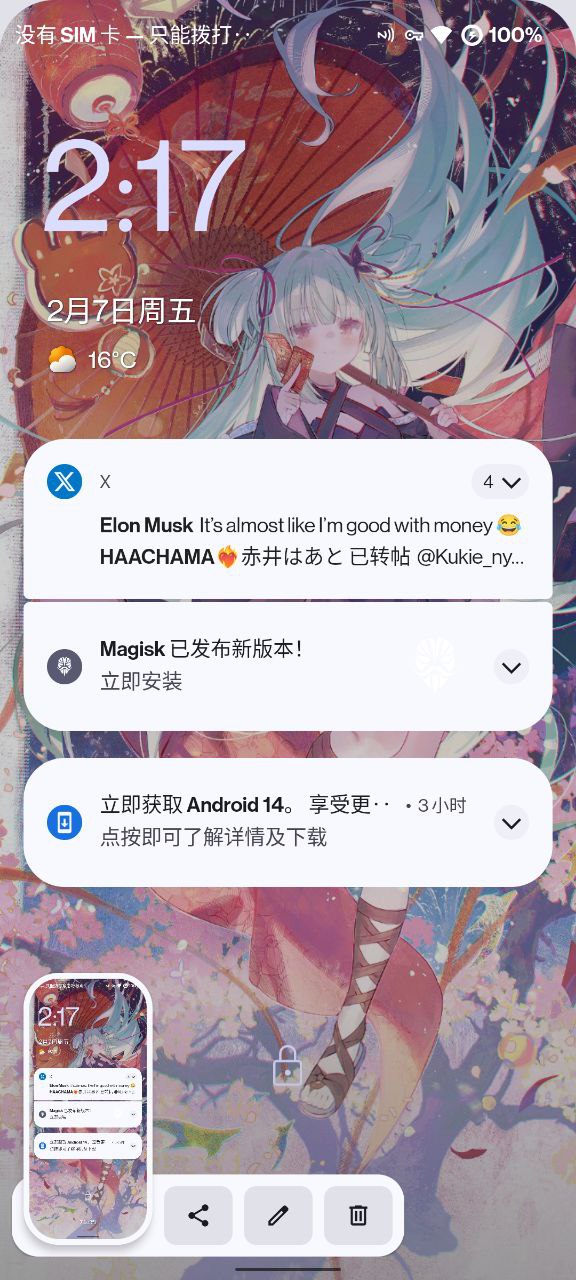 没有 SIM 卡 — 只能拨打··
100%
2:17
2月7日周五
16°C
X
4
Elon Musk It's almost like I'm good with money 😂
HAACHAMA❤️‍🔥赤井はあと 已转帖 @Kukie_ny...
Magisk 已发布新版本！
立即安装
立即获取 Android 14。 享受更·· • 3 小时
点按即可了解详情及下载